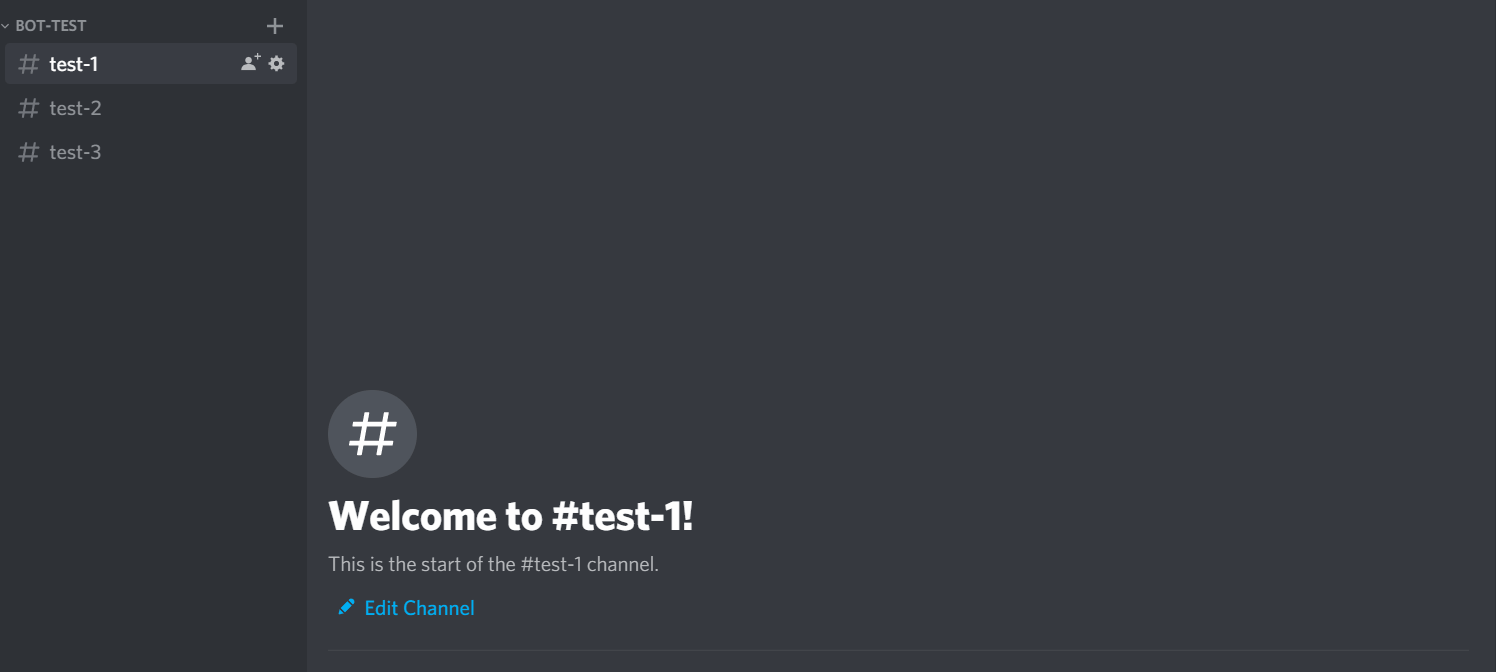 BOT-TEST
# test-1
# test-2
# test-3
#
Welcome to #test-1!
This is the start of the #test-1 channel.
Edit Channel